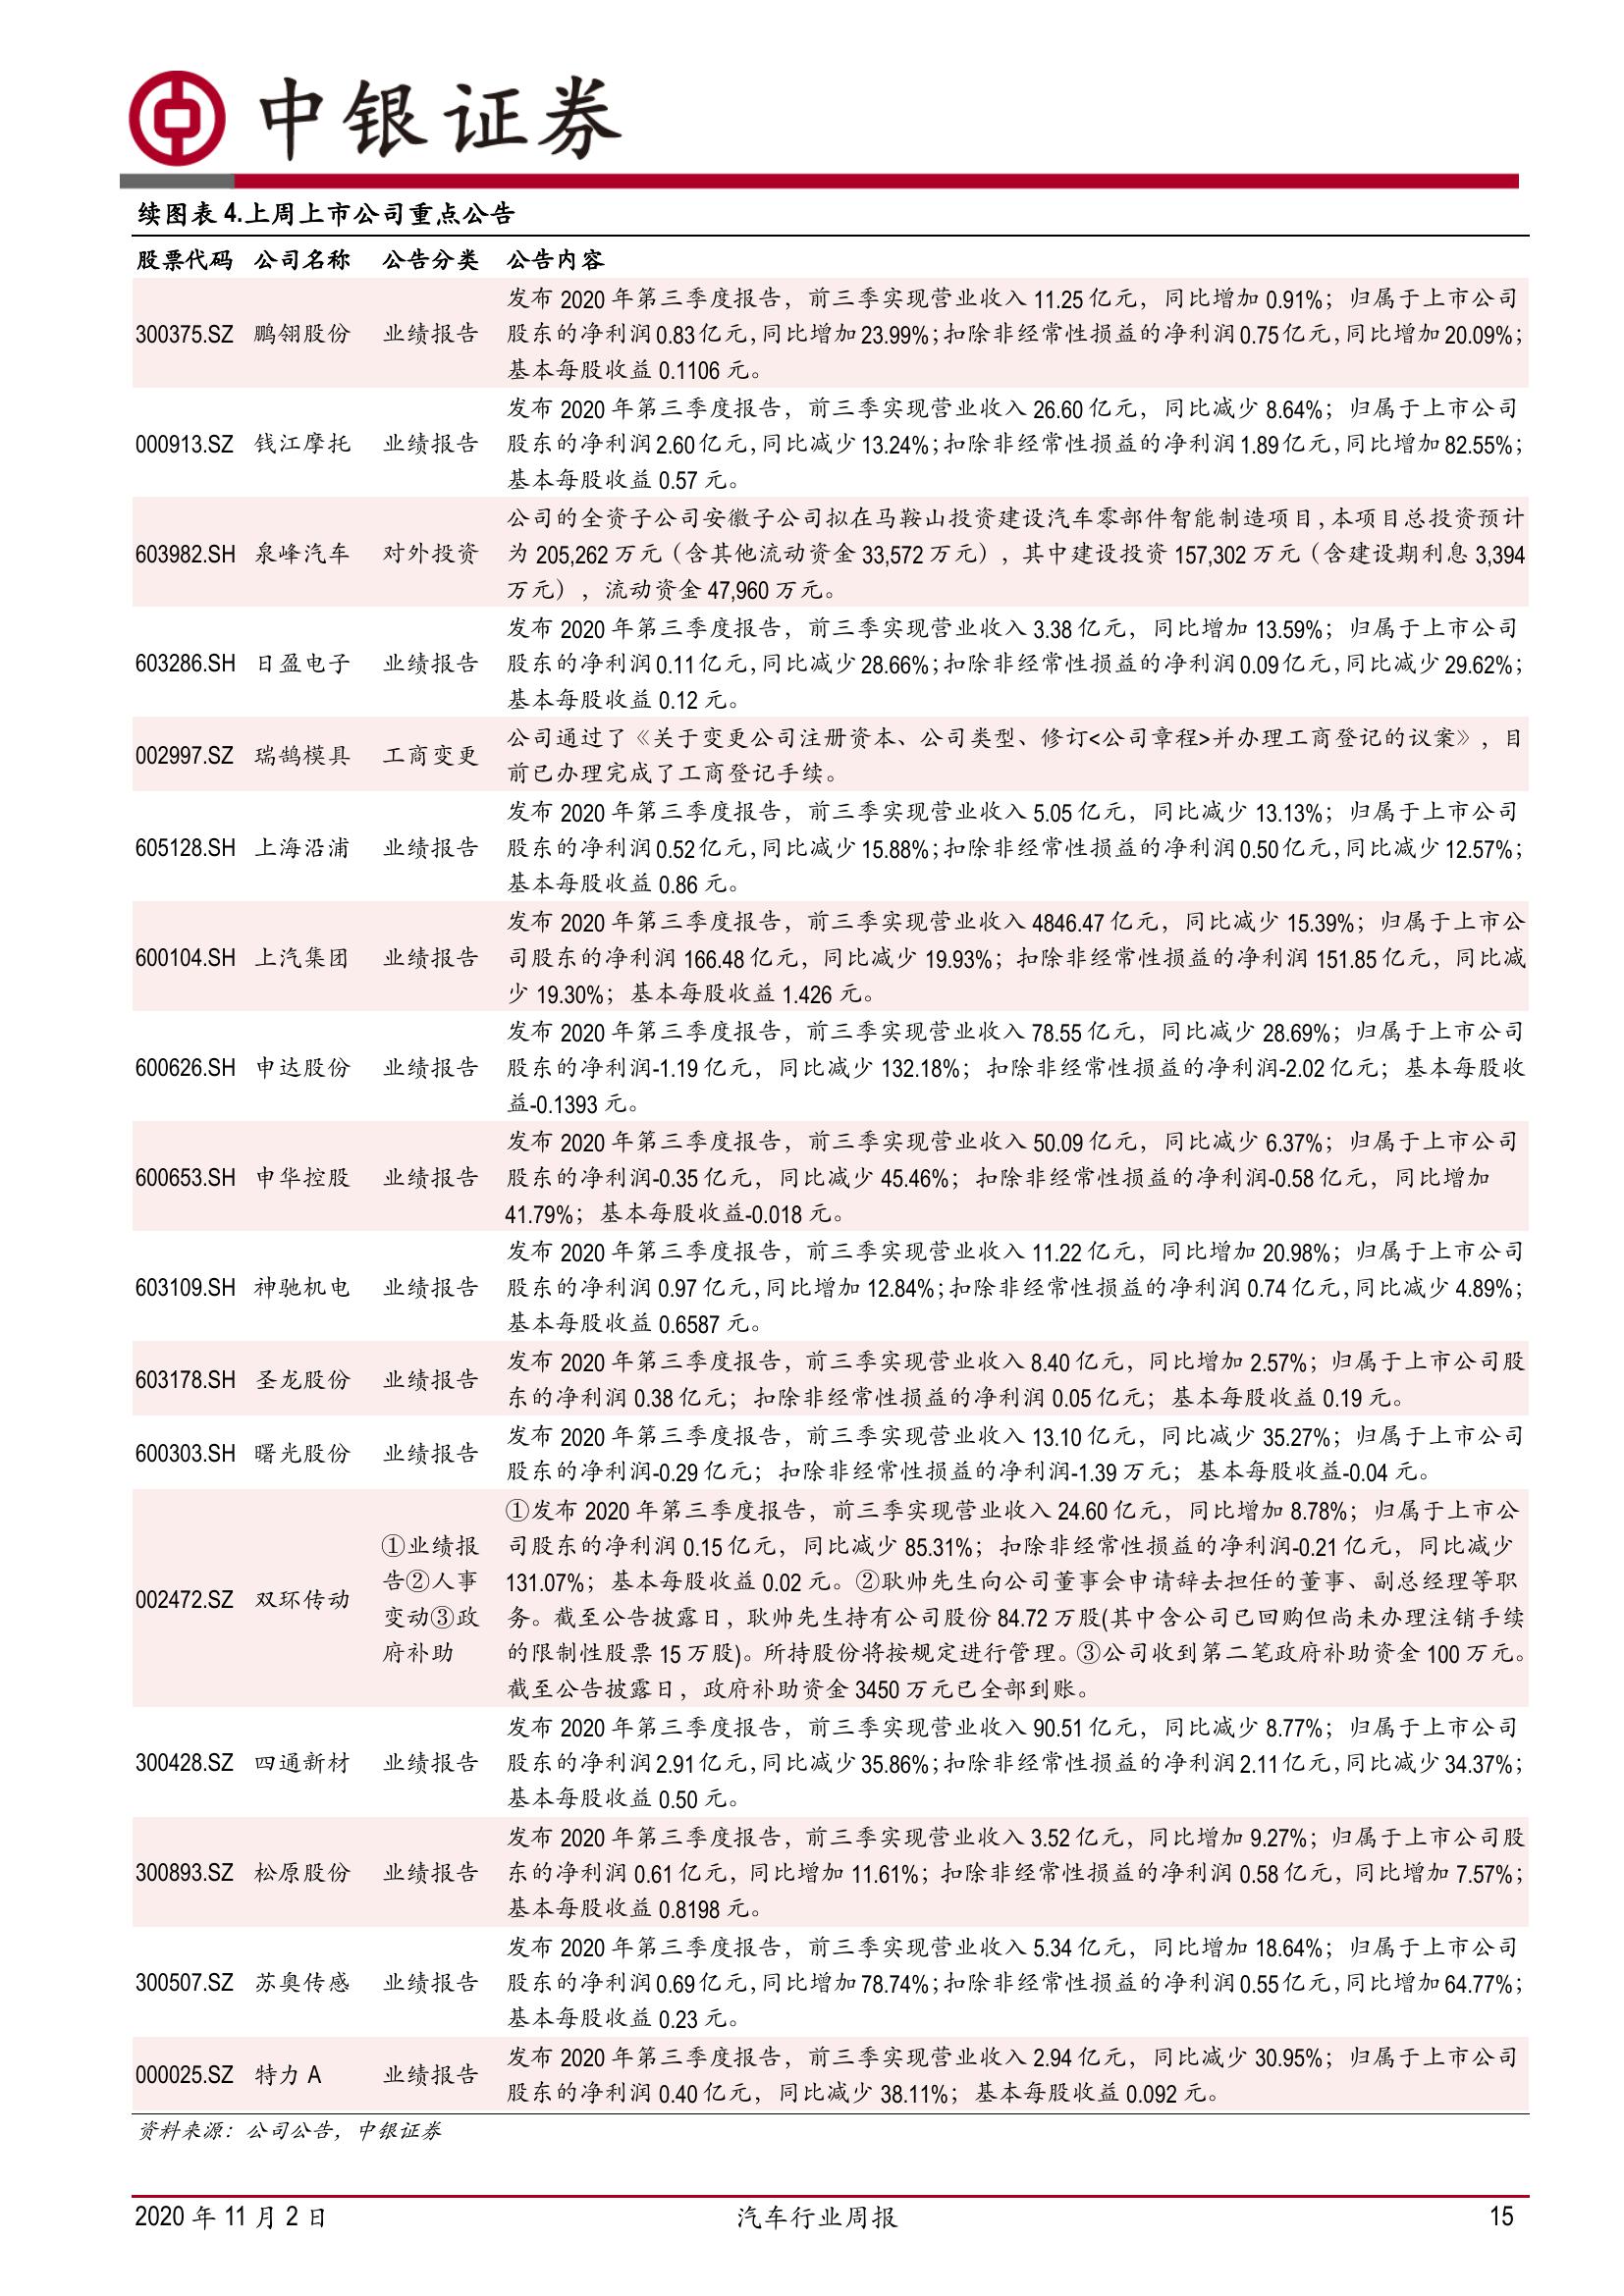 中银证券
续图表 4.上周上市公司重点公告
股票代码 公司名称 公告分类 公告内容
发布 2020 年第三季度报告，前三季实现营业收入 11.25 亿元，同比增加 0.91%；归属于上市公司
300375.SZ 鹏翎股份 业绩报告 股东的净利润 0.83 亿元，同比增加 23.99%；扣除非经常性损益的净利润 0.75 亿元，同比增加 20.09%；
基本每股收益 0.1106 元。
发布 2020 年第三季度报告，前三季实现营业收入 26.60 亿元，同比减少 8.64%；归属于上市公司
000913.SZ 钱江摩托 业绩报告 股东的净利润 2.60 亿元，同比减少 13.24%；扣除非经常性损益的净利润 1.89 亿元，同比增加 82.55%；
基本每股收益 0.57 元。
公司的全资子公司安徽子公司拟在马鞍山投资建设汽车零部件智能制造项目，本项目总投资预计
603982.SH 泉峰汽车 对外投资 为 205,262 万元（含其他流动资金 33,572 万元），其中建设投资 157,302 万元（含建设期利息 3,394
万元），流动资金 47,960 万元。
发布 2020 年第三季度报告，前三季实现营业收入 3.38 亿元，同比增加 13.59%；归属于上市公司
603286.SH 日盈电子 业绩报告 股东的净利润 0.11 亿元，同比减少 28.66%；扣除非经常性损益的净利润 0.09 亿元，同比减少 29.62%；
基本每股收益 0.12 元。
公司通过了《关于变更公司注册资本、公司类型、修订<公司章程>并办理工商登记的议案》，目
002997.SZ 瑞鹄模具 工商变更 前已办理完成了工商登记手续。
发布 2020 年第三季度报告，前三季实现营业收入 5.05 亿元，同比减少 13.13%；归属于上市公司
605128.SH 上海沿浦 业绩报告 股东的净利润 0.52 亿元，同比减少 15.88%；扣除非经常性损益的净利润 0.50 亿元，同比减少 12.57%；
基本每股收益 0.86 元。
发布 2020 年第三季度报告，前三季实现营业收入 4846.47 亿元，同比减少 15.39%；归属于上市公
600104.SH 上汽集团 业绩报告 司股东的净利润 166.48 亿元，同比减少 19.93%；扣除非经常性损益的净利润 151.85 亿元，同比减
少 19.30%；基本每股收益 1.426 元。
发布 2020 年第三季度报告，前三季实现营业收入 78.55 亿元，同比减少 28.69%；归属于上市公司
600626.SH 申达股份 业绩报告 股东的净利润-1.19 亿元，同比减少 132.18%；扣除非经常性损益的净利润-2.02 亿元；基本每股收
益-0.1393 元。
发布 2020 年第三季度报告，前三季实现营业收入 50.09 亿元，同比减少 6.37%；归属于上市公司
600653.SH 申华控股 业绩报告 股东的净利润-0.35 亿元，同比减少 45.46%；扣除非经常性损益的净利润-0.58 亿元，同比增加
41.79%；基本每股收益-0.018 元。
发布 2020 年第三季度报告，前三季实现营业收入 11.22 亿元，同比增加 20.98%；归属于上市公司
603109.SH 神驰机电 业绩报告 股东的净利润 0.97 亿元，同比增加 12.84%；扣除非经常性损益的净利润 0.74 亿元，同比减少 4.89%；
基本每股收益 0.6587 元。
发布 2020 年第三季度报告，前三季实现营业收入 8.40 亿元，同比增加 2.57%；归属于上市公司股
603178.SH 圣龙股份 业绩报告 东的净利润 0.38 亿元；扣除非经常性损益的净利润 0.05 亿元；基本每股收益 0.19 元。
发布 2020 年第三季度报告，前三季实现营业收入 13.10 亿元，同比减少 35.27%；归属于上市公司
600303.SH 曙光股份 业绩报告 股东的净利润-0.29 亿元；扣除非经常性损益的净利润-1.39 万元；基本每股收益-0.04 元。
①发布 2020 年第三季度报告，前三季实现营业收入 24.60 亿元，同比增加 8.78%；归属于上市公
①业绩报 司股东的净利润 0.15 亿元，同比减少 85.31%；扣除非经常性损益的净利润-0.21 亿元，同比减少
告②人事 131.07%；基本每股收益 0.02 元。②耿帅先生向公司董事会申请辞去担任的董事、副总经理等职
002472.SZ 双环传动 变动③政 务。截至公告披露日，耿帅先生持有公司股份 84.72 万股(其中含公司已回购但尚未办理注销手续
府补助 的限制性股票 15 万股)。所持股份将按规定进行管理。③公司收到第二笔政府补助资金 100 万元。
截至公告披露日，政府补助资金 3450 万元已全部到账。
发布 2020 年第三季度报告，前三季实现营业收入 90.51 亿元，同比减少 8.77%；归属于上市公司
300428.SZ 四通新材 业绩报告 股东的净利润 2.91 亿元，同比减少 35.86%；扣除非经常性损益的净利润 2.11 亿元，同比减少 34.37%；
基本每股收益 0.50 元。
发布 2020 年第三季度报告，前三季实现营业收入 3.52 亿元，同比增加 9.27%；归属于上市公司股
300893.SZ 松原股份 业绩报告 东的净利润 0.61 亿元，同比增加 11.61%；扣除非经常性损益的净利润 0.58 亿元，同比增加 7.57%；
基本每股收益 0.8198 元。
发布 2020 年第三季度报告，前三季实现营业收入 5.34 亿元，同比增加 18.64%；归属于上市公司
300507.SZ 苏奥传感 业绩报告 股东的净利润 0.69 亿元，同比增加 78.74%；扣除非经常性损益的净利润 0.55 亿元，同比增加 64.77%；
基本每股收益 0.23 元。
发布 2020 年第三季度报告，前三季实现营业收入 2.94 亿元，同比减少 30.95%；归属于上市公司
000025.SZ 特力 A 业绩报告 股东的净利润 0.40 亿元，同比减少 38.11%；基本每股收益 0.092 元。
资料来源：公司公告，中银证券
2020 年 11 月 2 日 汽车行业周报 15